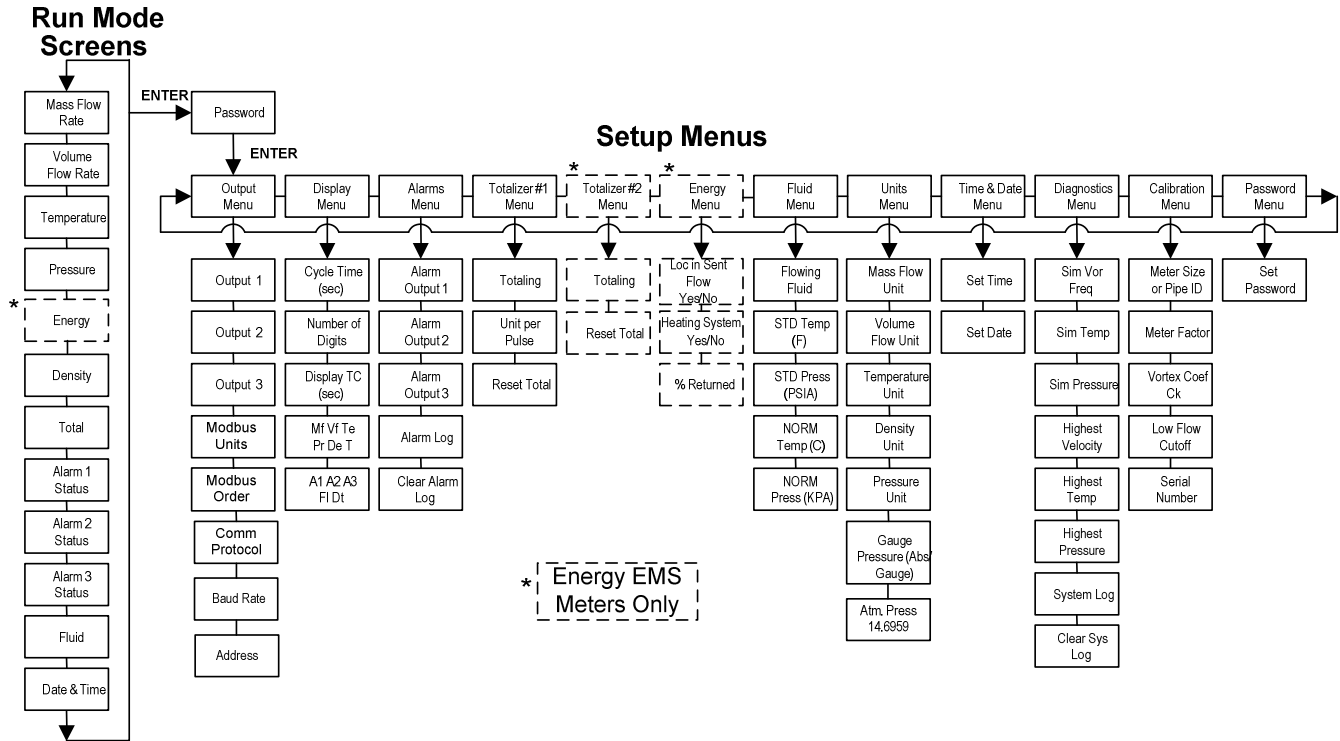 Run Mode
Screens
Mass Flow
Rate
Volume
Flow Rate
Temperature
Pressure
*
Energy
Density
Total
Alarm 1
Status
Alarm 2
Status
Alarm 3
Status
Fluid
Date & Time
ENTER
Password
ENTER
Setup Menus
Output
Menu
Output 1
Output 2
Output 3
Modbus
Units
Modbus
Order
Comm
Protocol
Baud Rate
Address
Display
Menu
Cycle Time
(sec)
Number of
Digits
Display TC
(sec)
Mf Vf Te
Pr De T
A1 A2 A3
Fl Dt
Alarms
Menu
Alarm
Output 1
Alarm
Output 2
Alarm
Output 3
Alarm Log
Clear Alarm
Log
Totalizer #1
Menu
Totaling
Unit per
Pulse
Reset Total
*
Totalizer #2
Menu
Totaling
Reset Total
*
Energy
Menu
Loc in Sent
Flow
Yes/No
Heating System
Yes/No
% Returned
Fluid
Menu
Flowing
Fluid
STD Temp
(F)
STD Press
(PSIA)
NORM
Temp (C)
NORM
Press (KPA)
Units
Menu
Mass Flow
Unit
Volume
Flow Unit
Temperature
Unit
Density
Unit
Pressure
Unit
Gauge
Pressure (Abs/
Gauge)
Atm. Press
14.6959
Time & Date
Menu
Set Time
Set Date
Diagnostics
Menu
Sim Vor
Freq
Sim Temp
Sim Pressure
Highest
Velocity
Highest
Temp
Highest
Pressure
System Log
Clear Sys
Log
Calibration
Menu
Meter Size
or Pipe ID
Meter Factor
Vortex Coef
Ck
Low Flow
Cutoff
Serial
Number
Password
Menu
Set
Password
*
Energy EMS
Meters Only